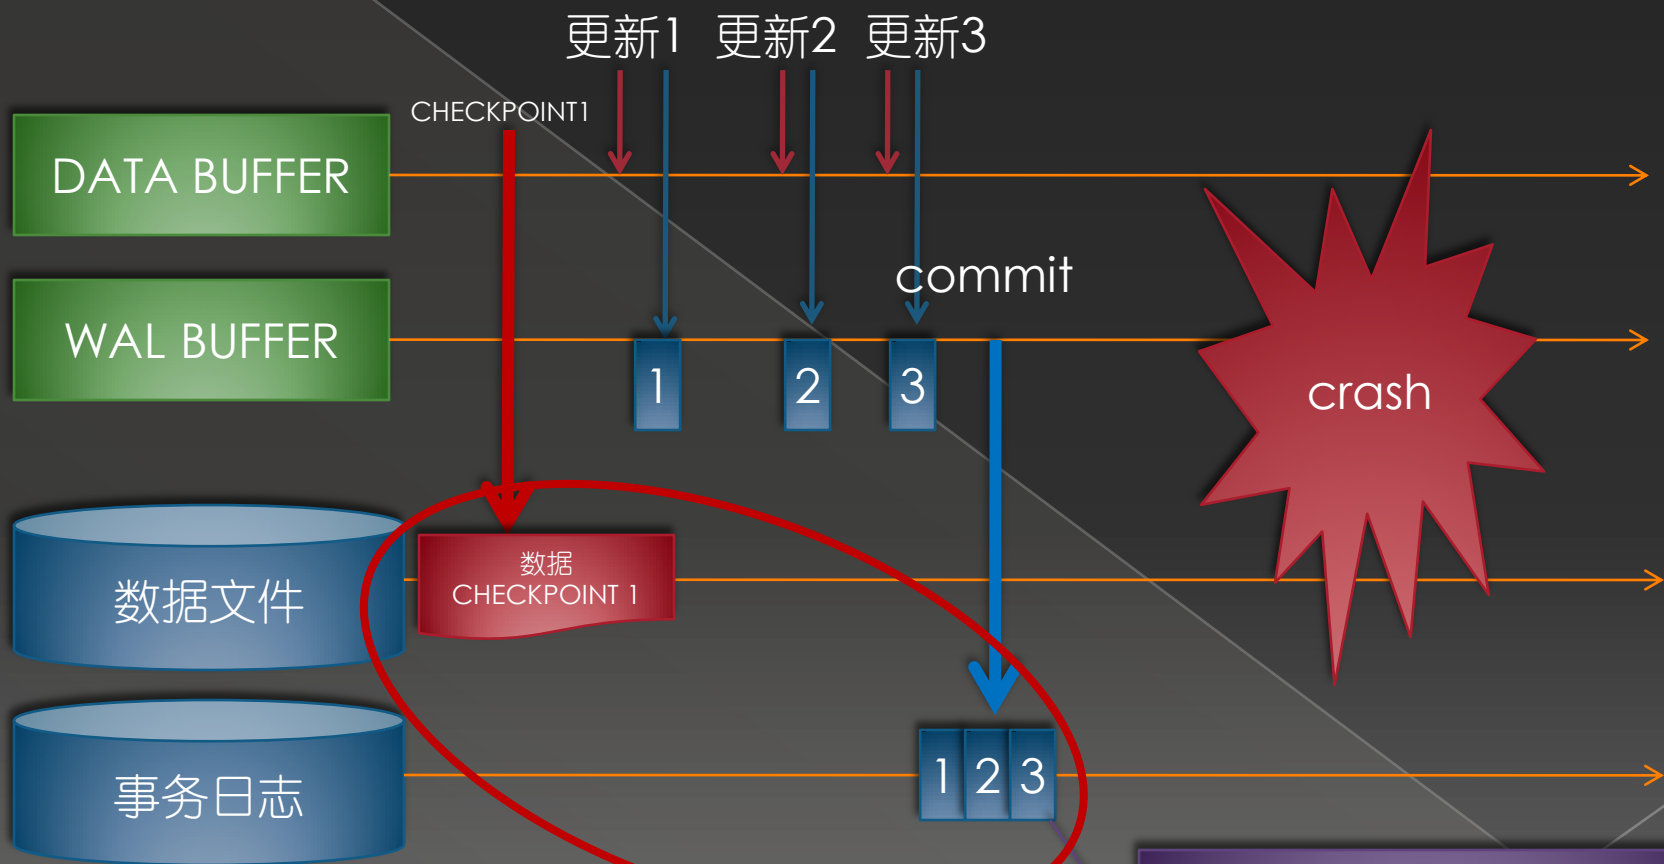 更新1 更新2 更新3
CHECKPOINT1
DATA BUFFER
commit
WAL BUFFER
1 2 3
crash
数据
CHECKPOINT 1
数据文件
1 2 3
事务日志